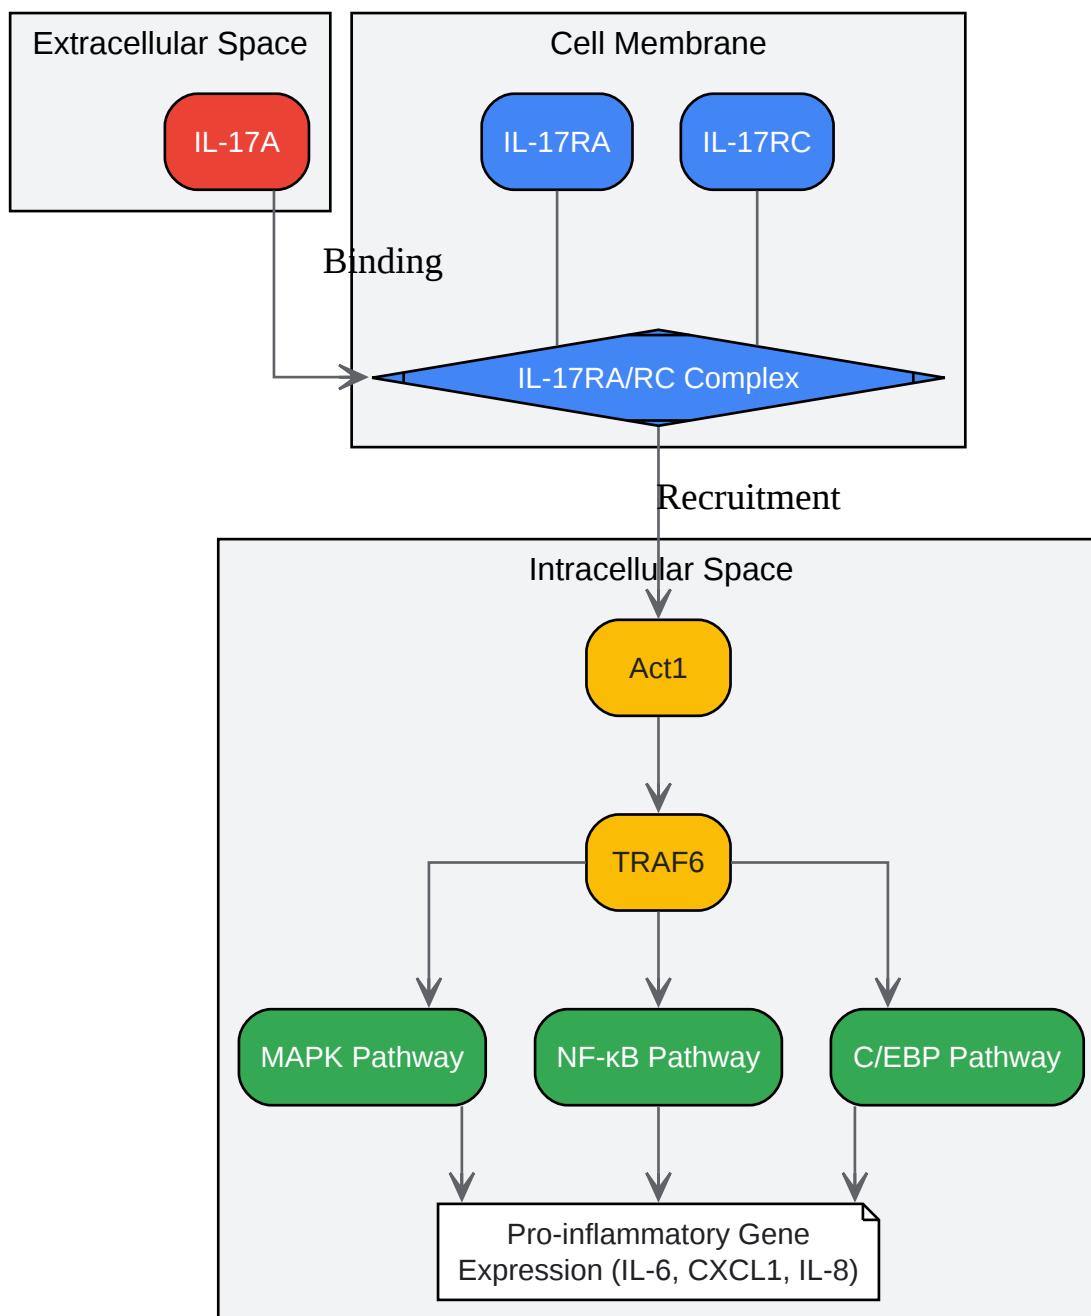 Extracellular Space
Cell Membrane
IL-17A
IL-17RA
IL-17RC
Binding
IL-17RA/RC Complex
Recruitment
Intracellular Space
Act1
TRAF6
MAPK Pathway
NF-κB Pathway
C/EBP Pathway
Pro-inflammatory Gene
Expression (IL-6, CXCL1, IL-8)